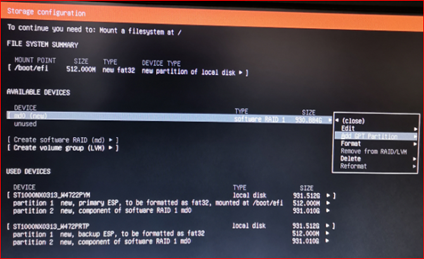 Storage configuration
To continue you need to: Mount a filesystem at /
FILE SYSTEM SUMMARY
MOUNT POINT SIZE TYPE DEVICE TYPE
[ /boot/efi 512.000M new fat32 new partition of local disk ▸ ]
AVAILABLE DEVICES
DEVICE TYPE SIZE
[ md0 (new) software RAID 1 930.884G ▸
unused
[ Create software RAID (md) ▸ ]
[ Create volume group (LVM) ▸ ]
◂ (close)
Edit ▸
Add GPT Partition ▸
Format ▸
Remove from RAID/LVM
Delete ▸
Reformat ▸
USED DEVICES
DEVICE TYPE SIZE
[ ST1000NX0313_W4722PVM local disk 931.512G ▸ ]
partition 1 new, primary ESP, to be formatted as fat32, mounted at /boot/efi 512.000M ▸
partition 2 new, component of software RAID 1 md0 931.010G ▸
[ ST1000NX0313_W472PRTP local disk 931.512G ▸ ]
partition 1 new, backup ESP, to be formatted as fat32 512.000M ▸
partition 2 new, component of software RAID 1 md0 931.010G ▸